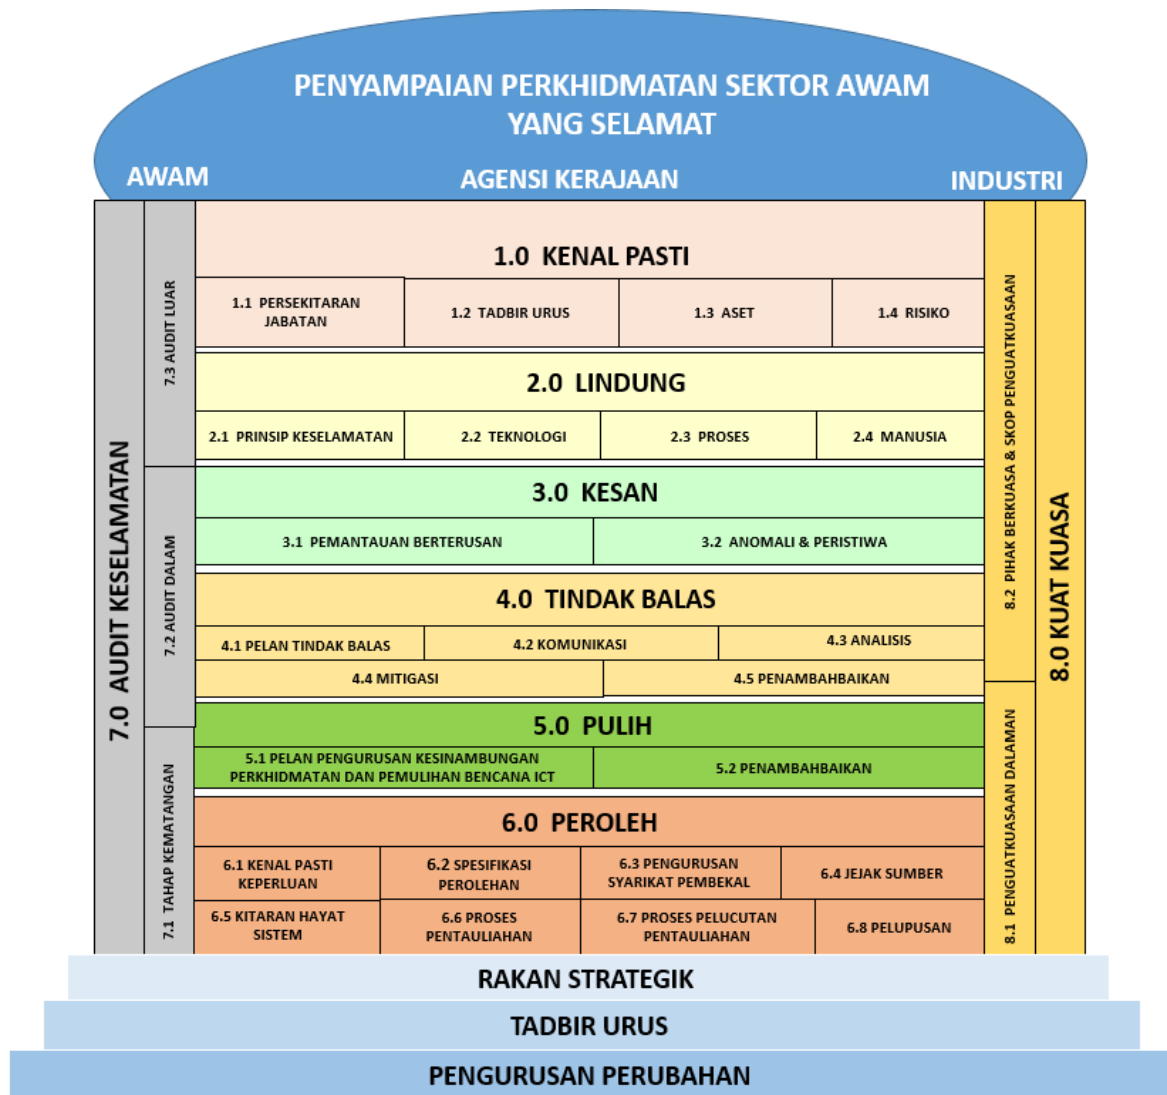 PENYAMPAIAN PERKHIDMATAN SEKTOR AWAM
YANG SELAMAT
AWAM
AGENSI KERAJAAN
INDUSTRI
7.0 AUDIT KESELAMATAN
7.3 AUDIT LUAR
7.2 AUDIT DALAM
7.1 TAHAP KEMATANGAN
1.0 KENAL PASTI
1.1 PERSEKITARAN
JABATAN
1.2 TADBIR URUS
1.3 ASET
1.4 RISIKO
2.0 LINDUNG
2.1 PRINSIP KESELAMATAN
2.2 TEKNOLOGI
2.3 PROSES
2.4 MANUSIA
3.0 KESAN
3.1 PEMANTAUAN BERTERUSAN
3.2 ANOMALI & PERISTIWA
4.0 TINDAK BALAS
4.1 PELAN TINDAK BALAS
4.2 KOMUNIKASI
4.3 ANALISIS
4.4 MITIGASI
4.5 PENAMBAHBAIKAN
5.0 PULIH
5.1 PELAN PENGURUSAN KESINAMBUNGAN
PERKHIDMATAN DAN PEMULIHAN BENCANA ICT
5.2 PENAMBAHBAIKAN
6.0 PEROLEH
6.1 KENAL PASTI
KEPERLUAN
6.2 SPESIFIKASI
PEROLEHAN
6.3 PENGURUSAN
SYARIKAT PEMBEKAL
6.4 JEJAK SUMBER
6.5 KITARAN HAYAT
SISTEM
6.6 PROSES
PENTAULIAHAN
6.7 PROSES PELUCUTAN
PENTAULIAHAN
6.8 PELUPUSAN
8.2 PIHAK BERKUASA & SKOP PENGUATKUASAAN
8.1 PENGUATKUASAAN DALAMAN
8.0 KUAT KUASA
RAKAN STRATEGIK
TADBIR URUS
PENGURUSAN PERUBAHAN